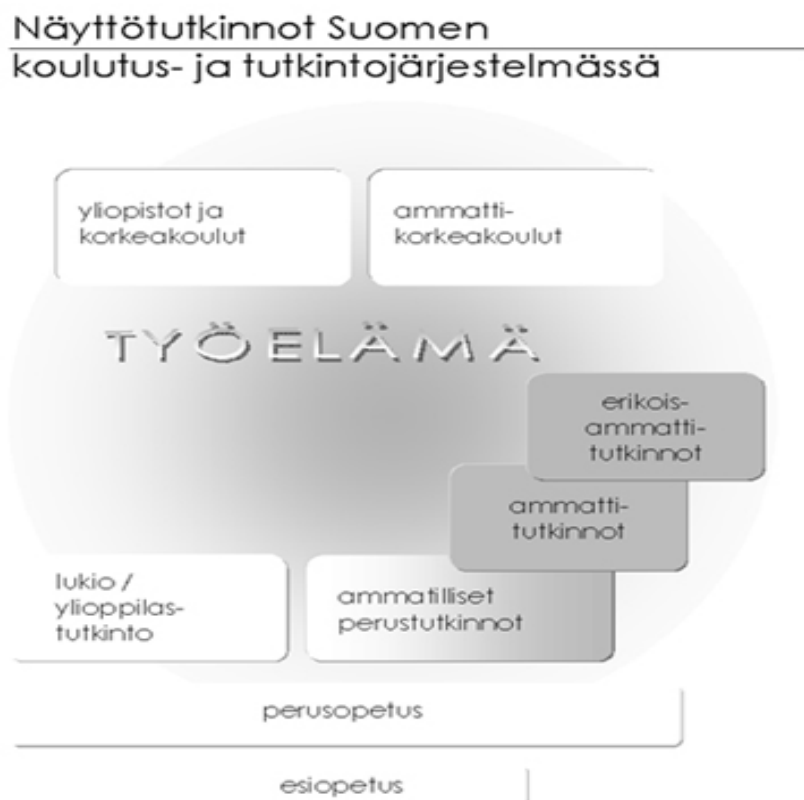 Näyttötutkinnot Suomen
koulutus- ja tutkintojärjestelmässä
yliopistot ja
korkeakoulut
ammatti-
korkeakoulut
TYÖELÄMÄ
erikois-
ammatti-
tutkinnot
ammatti-
tutkinnot
lukio /
ylioppilas-
tutkinto
ammatilliset
perustutkinnot
perusopetus
esiopetus